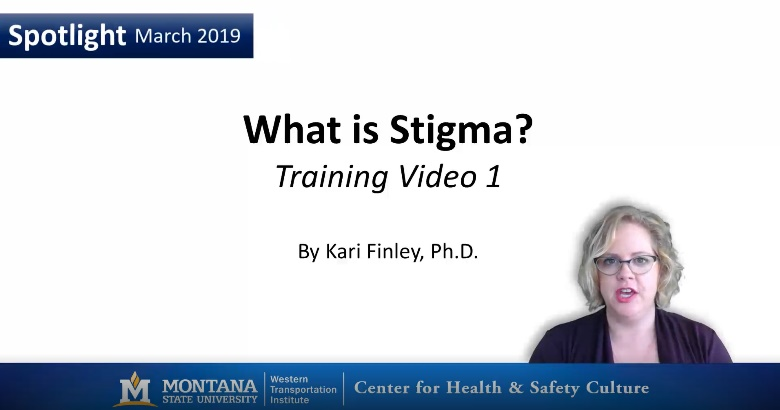 Spotlight March 2019
What is Stigma?
Training Video 1
By Kari Finley, Ph.D.
MONTANA
STATE UNIVERSITY
Western
Transportation
Institute
Center for Health & Safety Culture